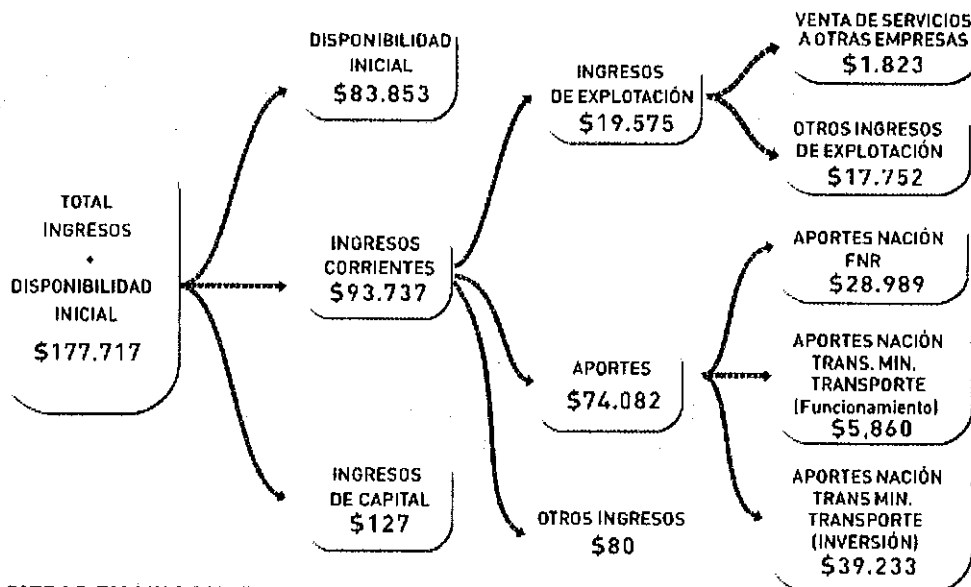 TOTAL
INGRESOS
+
DISPONIBILIDAD
INICIAL
$177.717
DISPONIBILIDAD
INICIAL
$83.853
INGRESOS
CORRIENTES
$93.737
INGRESOS
DE CAPITAL
$127
INGRESOS
DE EXPLOTACIÓN
$19.575
APORTES
$74.082
OTROS INGRESOS
$80
VENTA DE SERVICIOS
A OTRAS EMPRESAS
$1.823
OTROS INGRESOS
DE EXPLOTACIÓN
$17.752
APORTES NACIÓN
FNR
$28.989
APORTES NACIÓN
TRANS. MIN.
TRANSPORTE
(Funcionamiento)
$5,860
APORTES NACIÓN
TRANS MIN.
TRANSPORTE
(INVERSIÓN)
$39.233